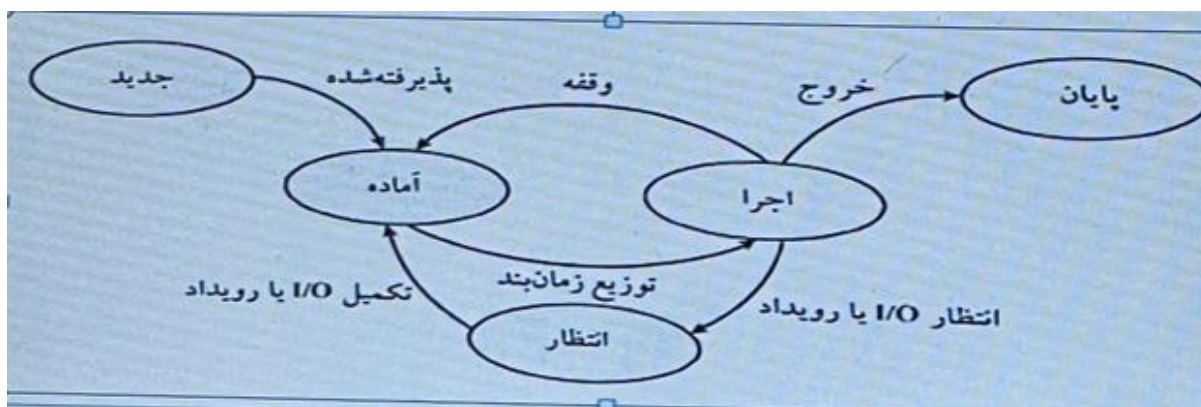 جدید
پذیرفته‌شده
وقفه
خروج
پایان
آماده
اجرا
توزیع زمان‌بند
تکمیل I/O یا رویداد
انتظار I/O یا رویداد
انتظار